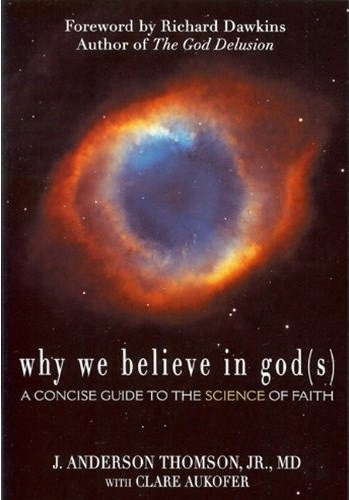 Foreword by Richard Dawkins
Author of The God Delusion
why we believe in god(s)
A CONCISE GUIDE TO THE SCIENCE OF FAITH
J. ANDERSON THOMSON, JR., MD
WITH CLARE AUKOFER